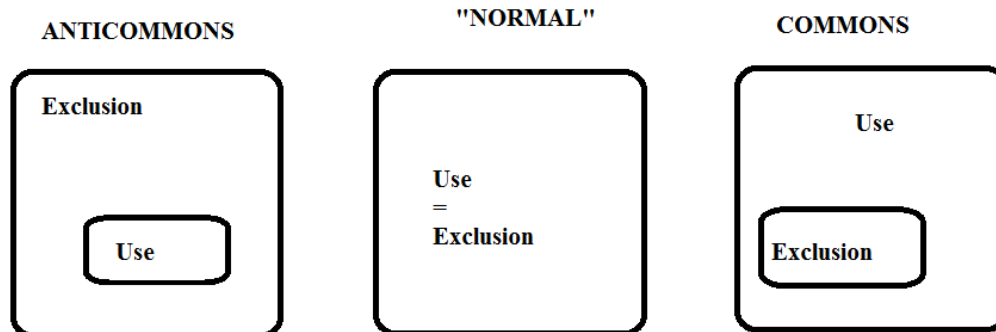 ANTICOMMONS
"NORMAL"
COMMONS
Exclusion
Use
Use
=
Exclusion
Use
Exclusion